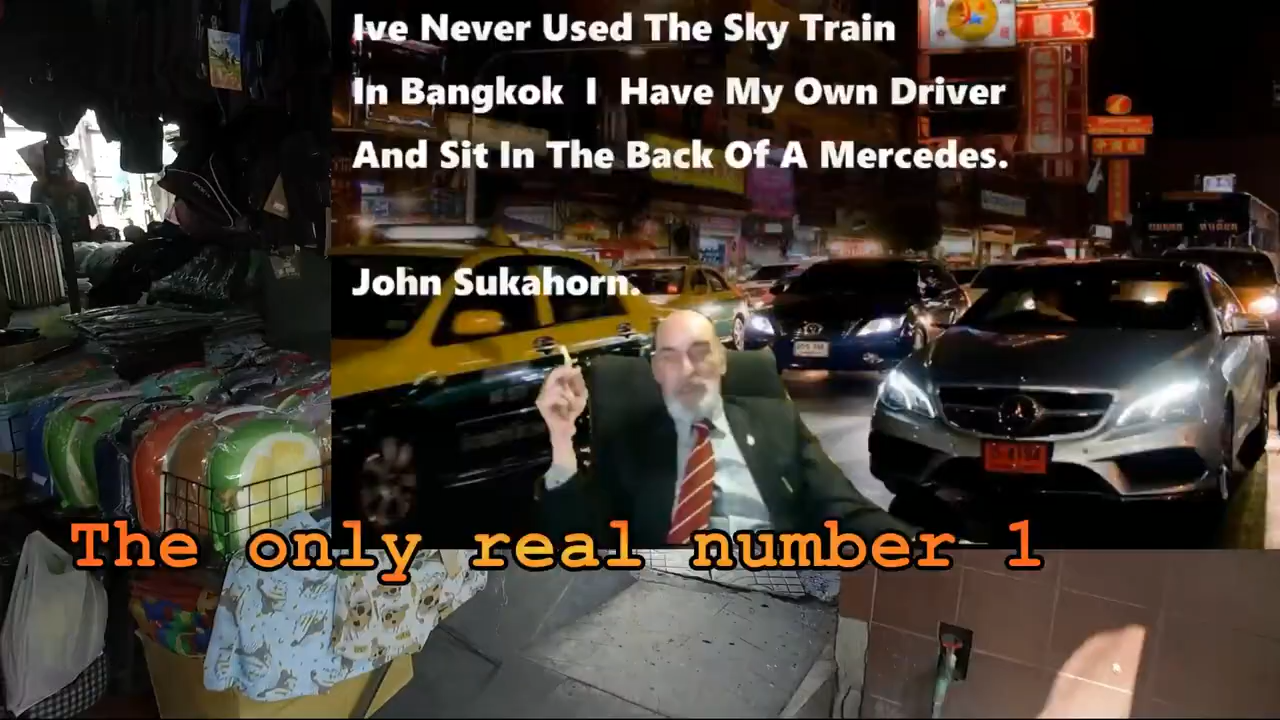 Ive Never Used The Sky Train
In Bangkok I Have My Own Driver
And Sit In The Back Of A Mercedes.
John Sukahorn.
The only real number 1